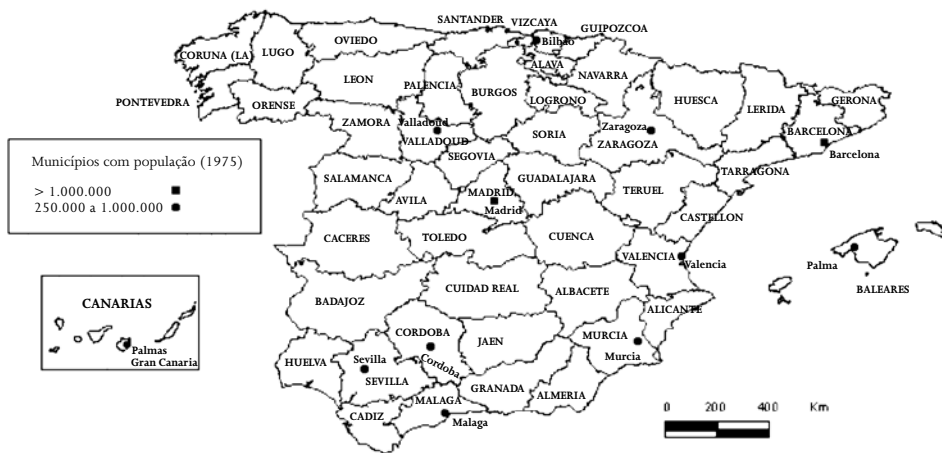 SANTANDER
VIZCAYA
GUIPOZCOA
OVIEDO
Bilbao
CORUNA (LA)
LUGO
ALAVA
NAVARRA
LEON
PALENCIA
BURGOS
LOGRONO
HUESCA
LERIDA
GERONA
PONTEVEDRA
ORENSE
ZAMORA
Valladoud
VALLADOUD
SORIA
Zaragoza
ZARAGOZA
BARCELONA
Barcelona
SEGOVIA
Municípios com população (1975)
> 1.000.000
250.000 a 1.000.000
SALAMANCA
AVILA
MADRID
Madrid
GUADALAJARA
TERUEL
TARRAGONA
CASTELLON
CACERES
TOLEDO
CUENCA
VALENCIA
Valencia
Palma
BALEARES
BADAJOZ
CUIDAD REAL
ALBACETE
ALICANTE
CANARIAS
Palmas
Gran Canaria
CORDOBA
Cordoba
JAEN
MURCIA
Murcia
HUELVA
Sevilla
SEVILLA
GRANADA
ALMERIA
MALAGA
Malaga
CADIZ
0 200 400 Km